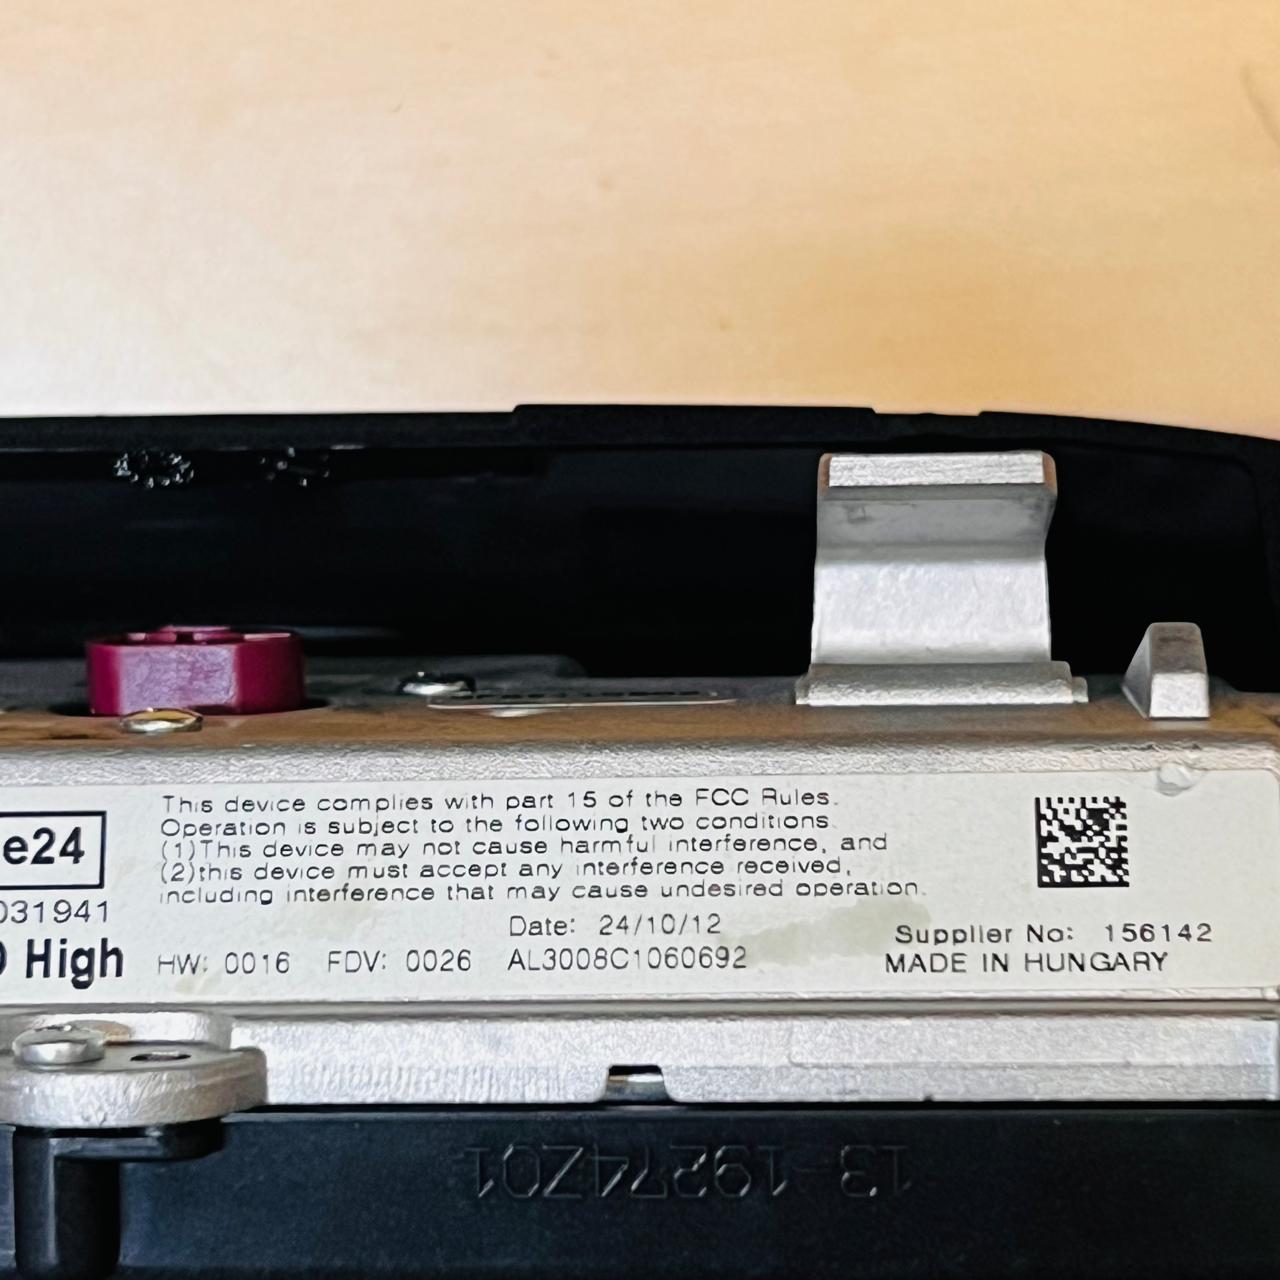 This device complies with part 15 of the FCC Rules.
Operation is subject to the following two conditions.
(1)This device may not cause harmful interference, and
(2)this device must accept any interference received,
including interference that may cause undesired operation.
e24
031941
High
Date: 24/10/12
HW: 0016 FDV: 0026 AL3008C1060692
Supplier No: 156142
MADE IN HUNGARY
13-19274Z01